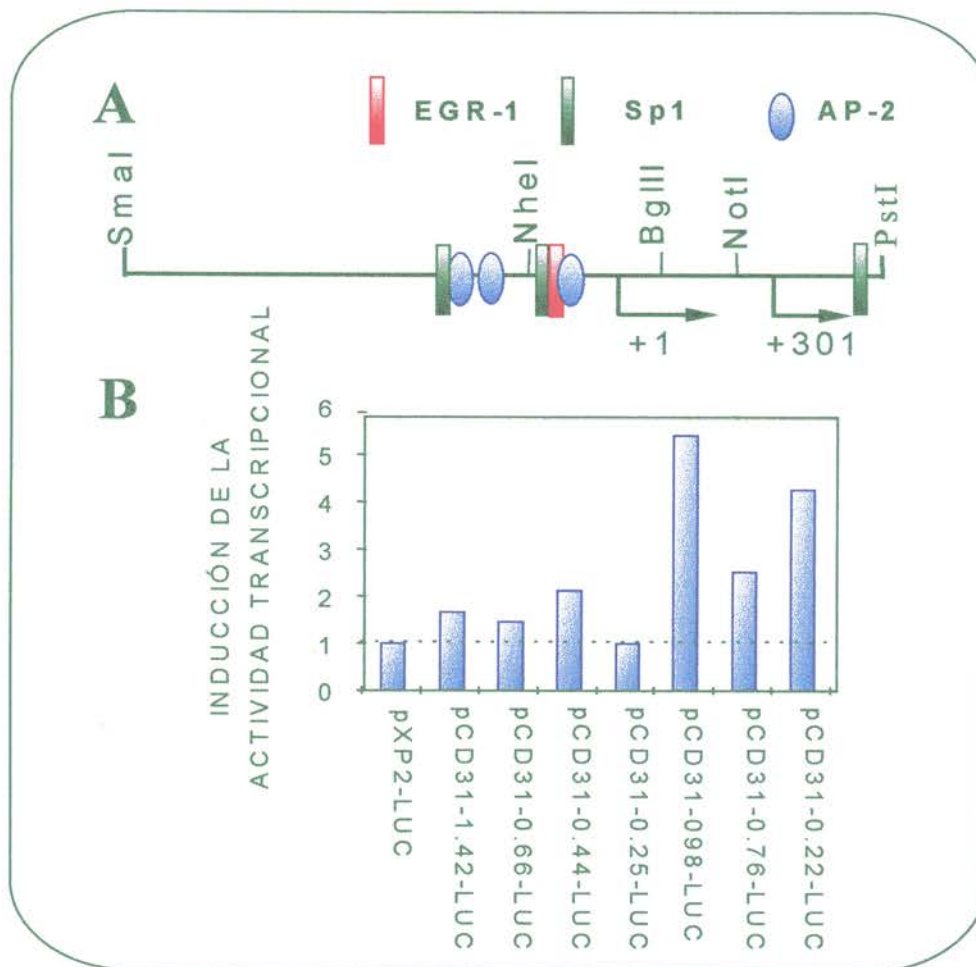 A
EGR-1 Sp1 AP-2
SmaI NheI BglII NotI PstI
+1 +301
B
INDUCCIÓN DE LA
ACTIVIDAD TRANSCRIPCIONAL
6
5
4
3
2
1
0
pXP2-LUC
pCD31-1.42-LUC
pCD31-0.66-LUC
pCD31-0.44-LUC
pCD31-0.25-LUC
pCD31-098-LUC
pCD31-0.76-LUC
pCD31-0.22-LUC